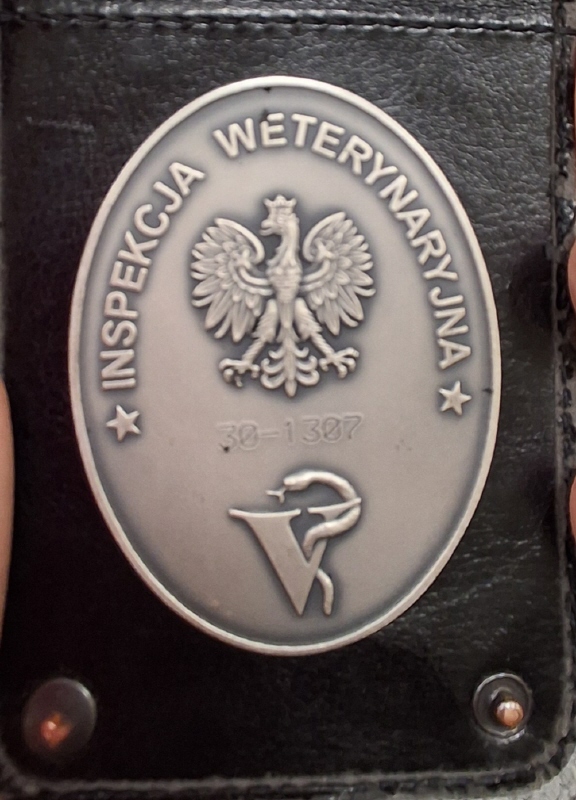 INSPEKCJA WETERYNARYJNA
30-1307
V